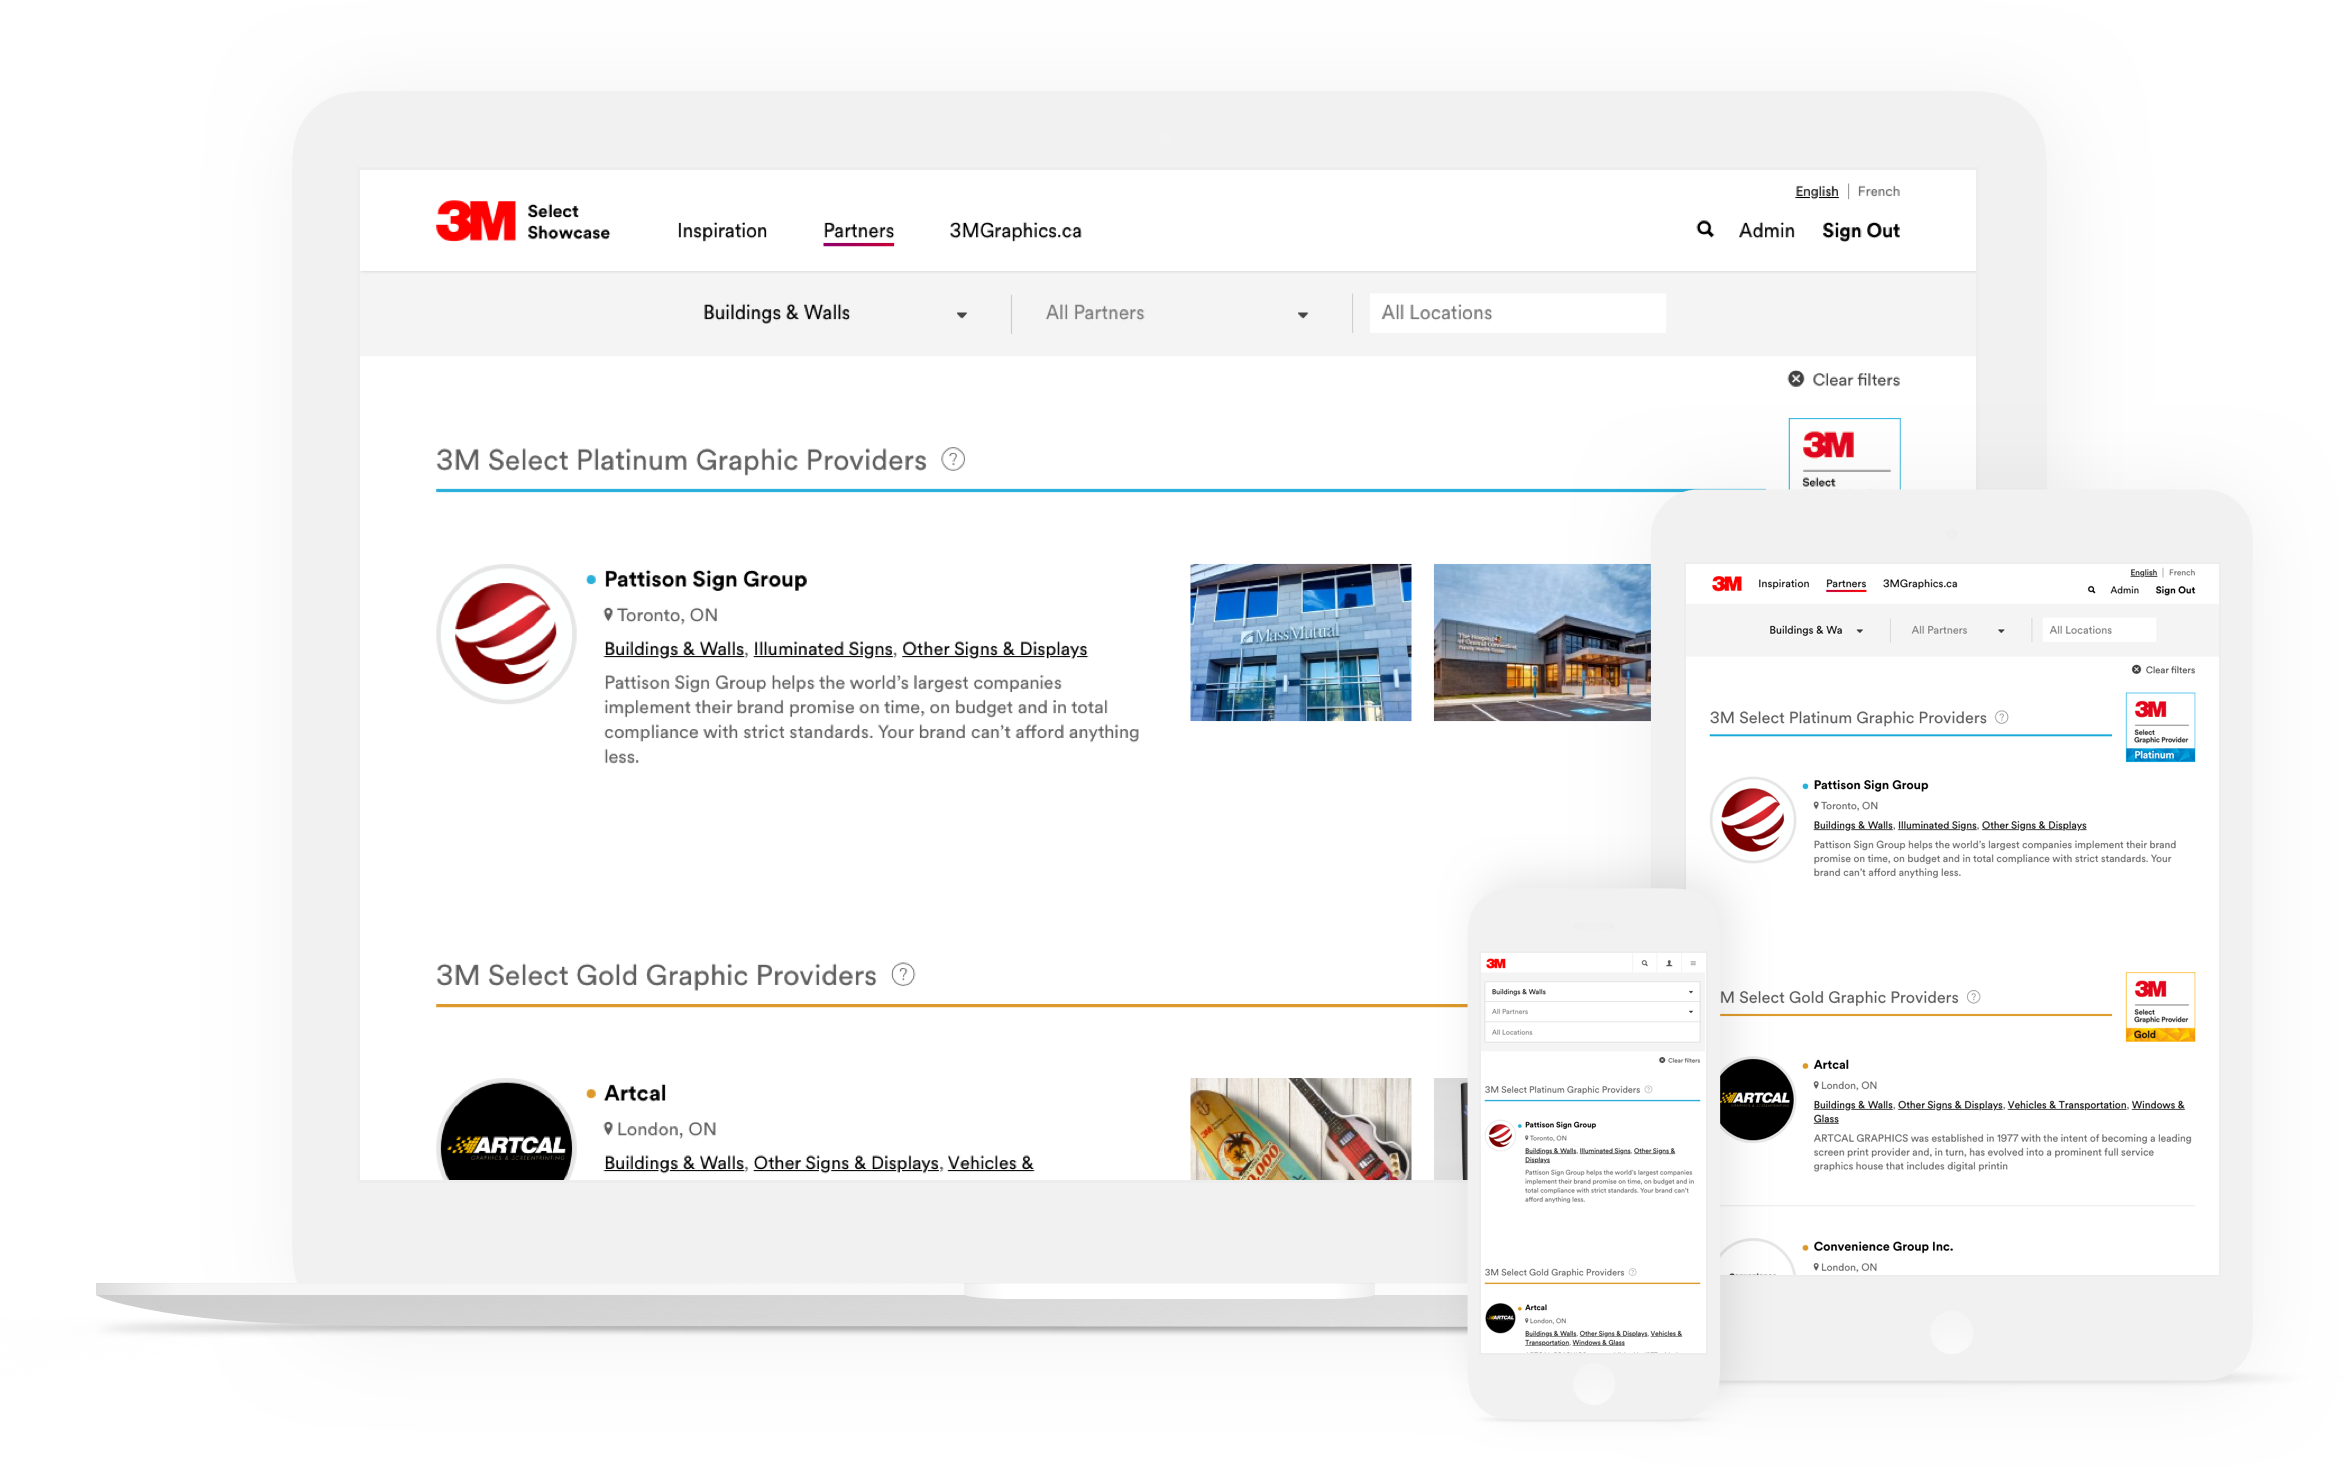 English | French
3M Select Showcase
Inspiration
Partners
3MGraphics.ca
Admin
Sign Out
Buildings & Walls
All Partners
All Locations
Clear filters
3M Select Platinum Graphic Providers ?
3M
Select
Pattison Sign Group
Toronto, ON
Buildings & Walls, Illuminated Signs, Other Signs & Displays
Pattison Sign Group helps the world's largest companies
implement their brand promise on time, on budget and in total
compliance with strict standards. Your brand can't afford anything
less.
MassMutual
3M Select Gold Graphic Providers ?
ARTCAL
GRAPHICS & SCREENPRINTING
Artcal
London, ON
Buildings & Walls, Other Signs & Displays, Vehicles &
English | French
3M
Inspiration
Partners
3MGraphics.ca
Admin
Sign Out
Buildings & Wa
All Partners
All Locations
Clear filters
3M Select Platinum Graphic Providers ?
3M
Select
Graphic Provider
Platinum
Pattison Sign Group
Toronto, ON
Buildings & Walls, Illuminated Signs, Other Signs & Displays
Pattison Sign Group helps the world's largest companies implement their brand
promise on time, on budget and in total compliance with strict standards. Your
brand can't afford anything less.
M Select Gold Graphic Providers ?
3M
Select
Graphic Provider
Gold
ARTCAL
Artcal
London, ON
Buildings & Walls, Other Signs & Displays, Vehicles & Transportation, Windows &
Glass
ARTCAL GRAPHICS was established in 1977 with the intent of becoming a leading
screen print provider and, in turn, has evolved into a prominent full service
graphics house that includes digital printin
Convenience Group Inc.
London, ON
3M
Buildings & Walls
All Partners
All Locations
Clear filters
3M Select Platinum Graphic Providers ?
Pattison Sign Group
Toronto, ON
Buildings & Walls, Illuminated Signs, Other Signs &
Displays
Pattison Sign Group helps the world's largest companies
implement their brand promise on time, on budget and in
total compliance with strict standards. Your brand can't
afford anything less.
3M Select Gold Graphic Providers ?
ARTCAL
Artcal
London, ON
Buildings & Walls, Other Signs & Displays, Vehicles &
Transportation, Windows & Glass